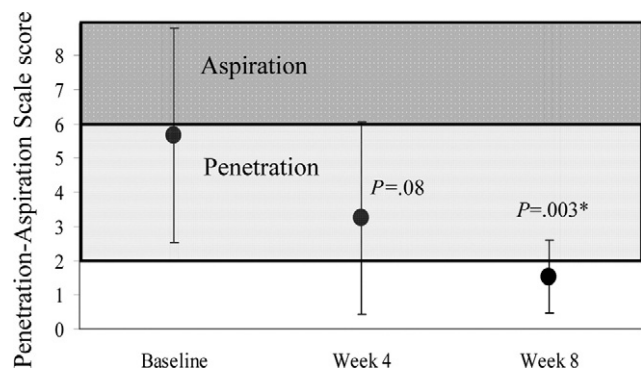 Penetration-Aspiration Scale score
8
7
6
5
4
3
2
1
0
Aspiration
Penetration
P=.08
P=.003*
Baseline Week 4 Week 8